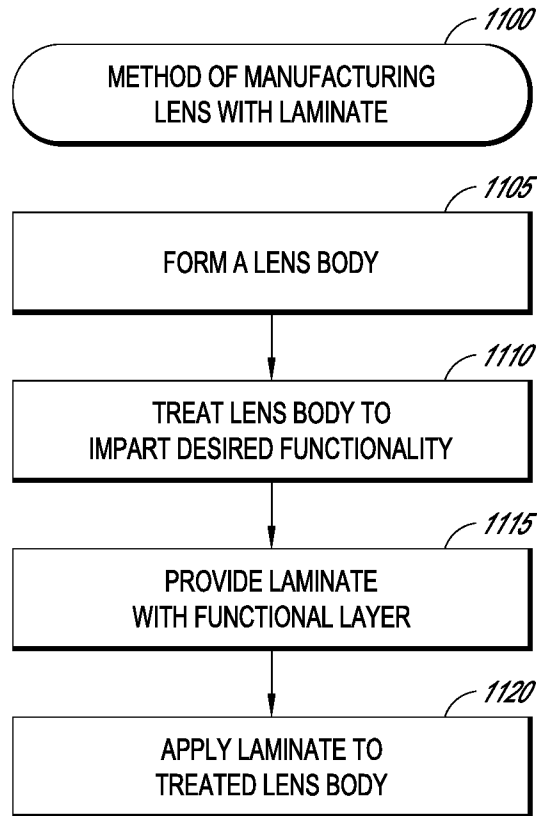 1100
METHOD OF MANUFACTURING
LENS WITH LAMINATE
1105
FORM A LENS BODY
1110
TREAT LENS BODY TO
IMPART DESIRED FUNCTIONALITY
1115
PROVIDE LAMINATE
WITH FUNCTIONAL LAYER
1120
APPLY LAMINATE TO
TREATED LENS BODY